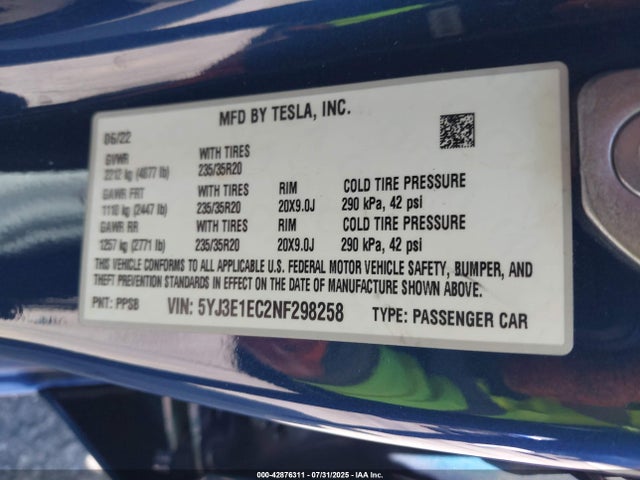 MFD BY TESLA, INC.
06/22
GVWR WITH TIRES
2212 kg (4877 lb) 235/35R20
GAWR FRT WITH TIRES RIM COLD TIRE PRESSURE
1110 kg (2447 lb) 235/35R20 20X9.0J 290 kPa, 42 psi
GAWR RR WITH TIRES RIM COLD TIRE PRESSURE
1257 kg (2771 lb) 235/35R20 20X9.0J 290 kPa, 42 psi
THIS VEHICLE CONFORMS TO ALL APPLICABLE U.S. FEDERAL MOTOR VEHICLE SAFETY, BUMPER, AND
THEFT PREVENTION STANDARDS IN EFFECT ON THE DATE OF MANUFACTURE SHOWN ABOVE.
PNT: PPSB VIN: 5YJ3E1EC2NF298258 TYPE: PASSENGER CAR
000-42876311 - 07/31/2025 - IAA Inc.